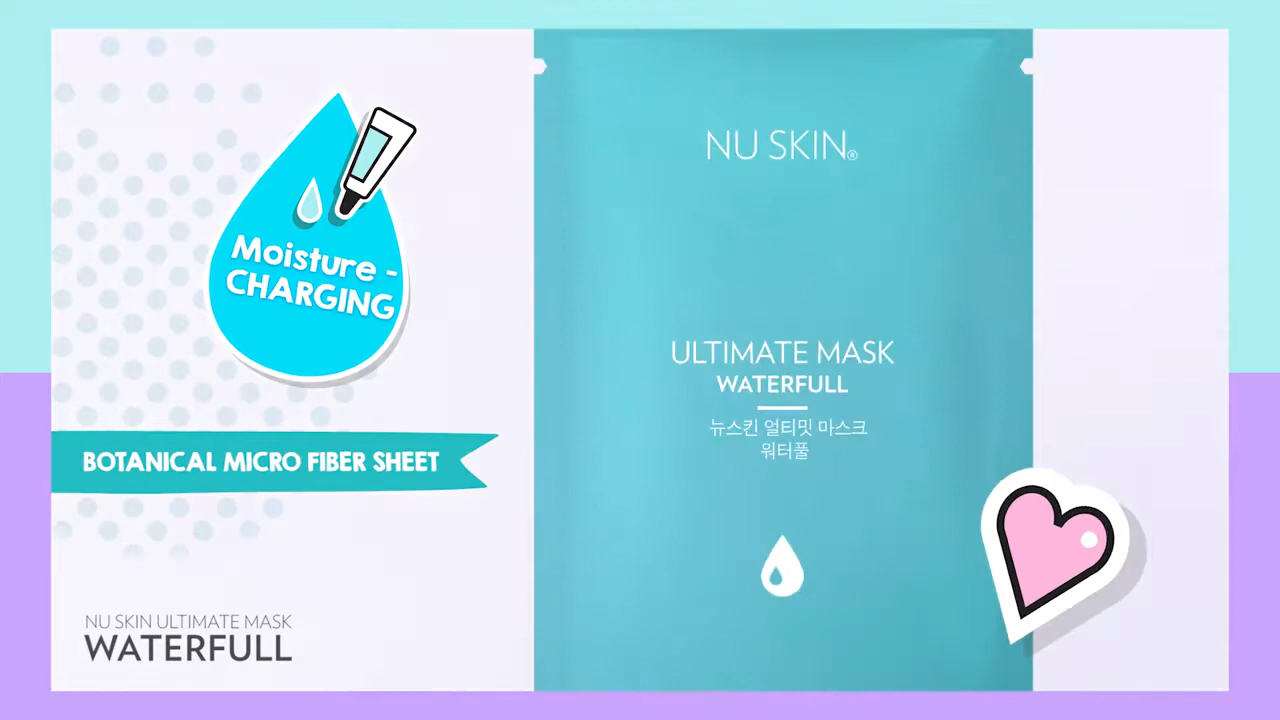 Moisture -
CHARGING
BOTANICAL MICRO FIBER SHEET
NU SKIN ULTIMATE MASK
WATERFULL
NU SKIN®
ULTIMATE MASK
WATERFULL
뉴스킨 얼티밋 마스크
워터풀